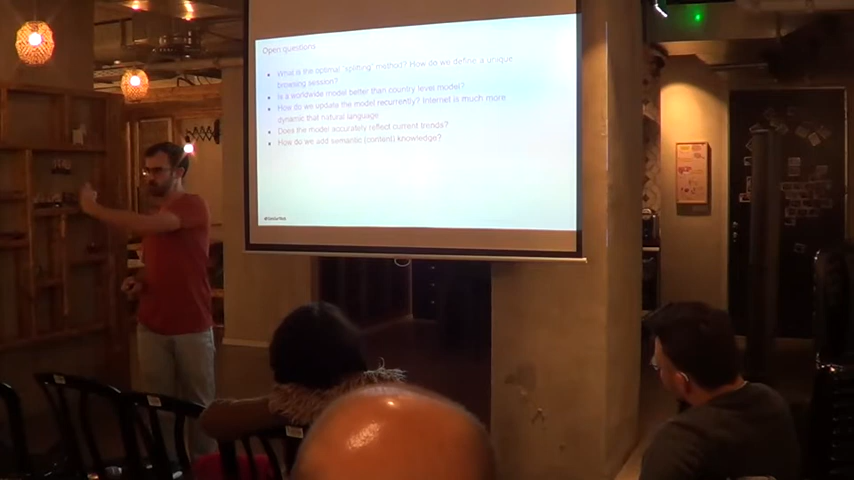 Open questions
• What is the optimal 'splitting' method? How do we define a unique
browsing session?
• Is a worldwide model better than country level model?
• How do we update the model recurrently? Internet is much more
dynamic that natural language
• Does the model accurately reflect current trends?
• How do we add semantic (content) knowledge?